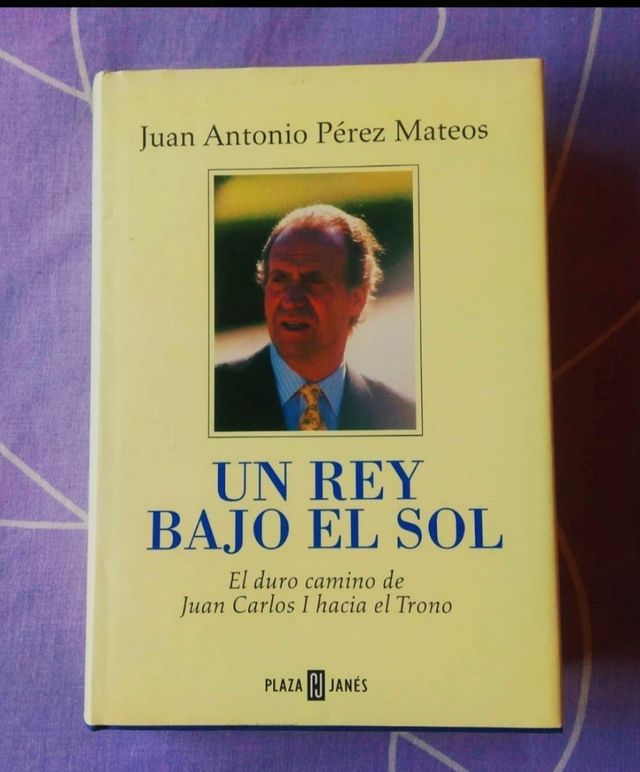 Juan Antonio Pérez Mateos
UN REY
BAJO EL SOL
El duro camino de
Juan Carlos I hacia el Trono
PLAZA PJ JANÉS